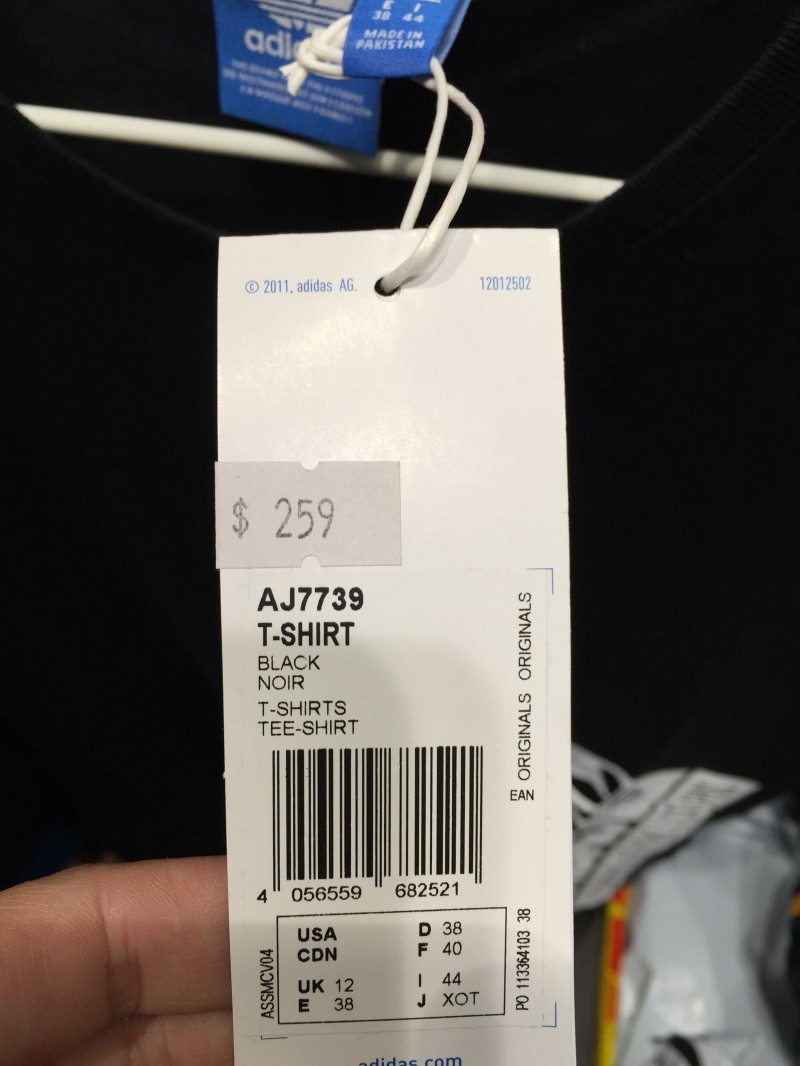 E I
38 44
MADE IN
PAKISTAN
© 2011, adidas AG.
12012502
$ 259
AJ7739
T-SHIRT
BLACK
NOIR
T-SHIRTS
TEE-SHIRT
ORIGINALS ORIGINALS
EAN
4 056559 682521
USA
CDN
UK 12
E 38
D 38
F 40
I 44
J XOT
ASSMCV04
PO 113364103 38
adidas.com